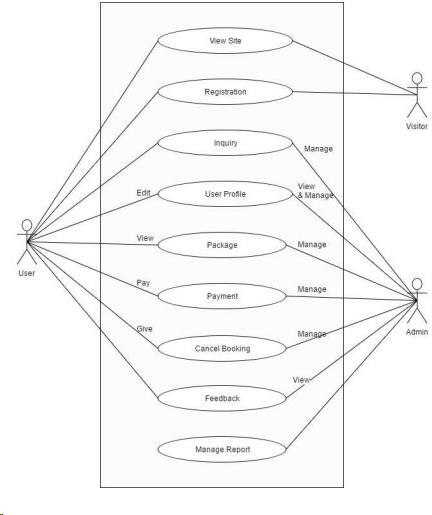 View Site
Registration
Visitor
Inquiry
Manage
Edit
User Profile
View
& Manage
User
View
Package
Manage
Pay
Payment
Manage
Give
Cancel Booking
Manage
Admin
Feedback
View
Manage Report